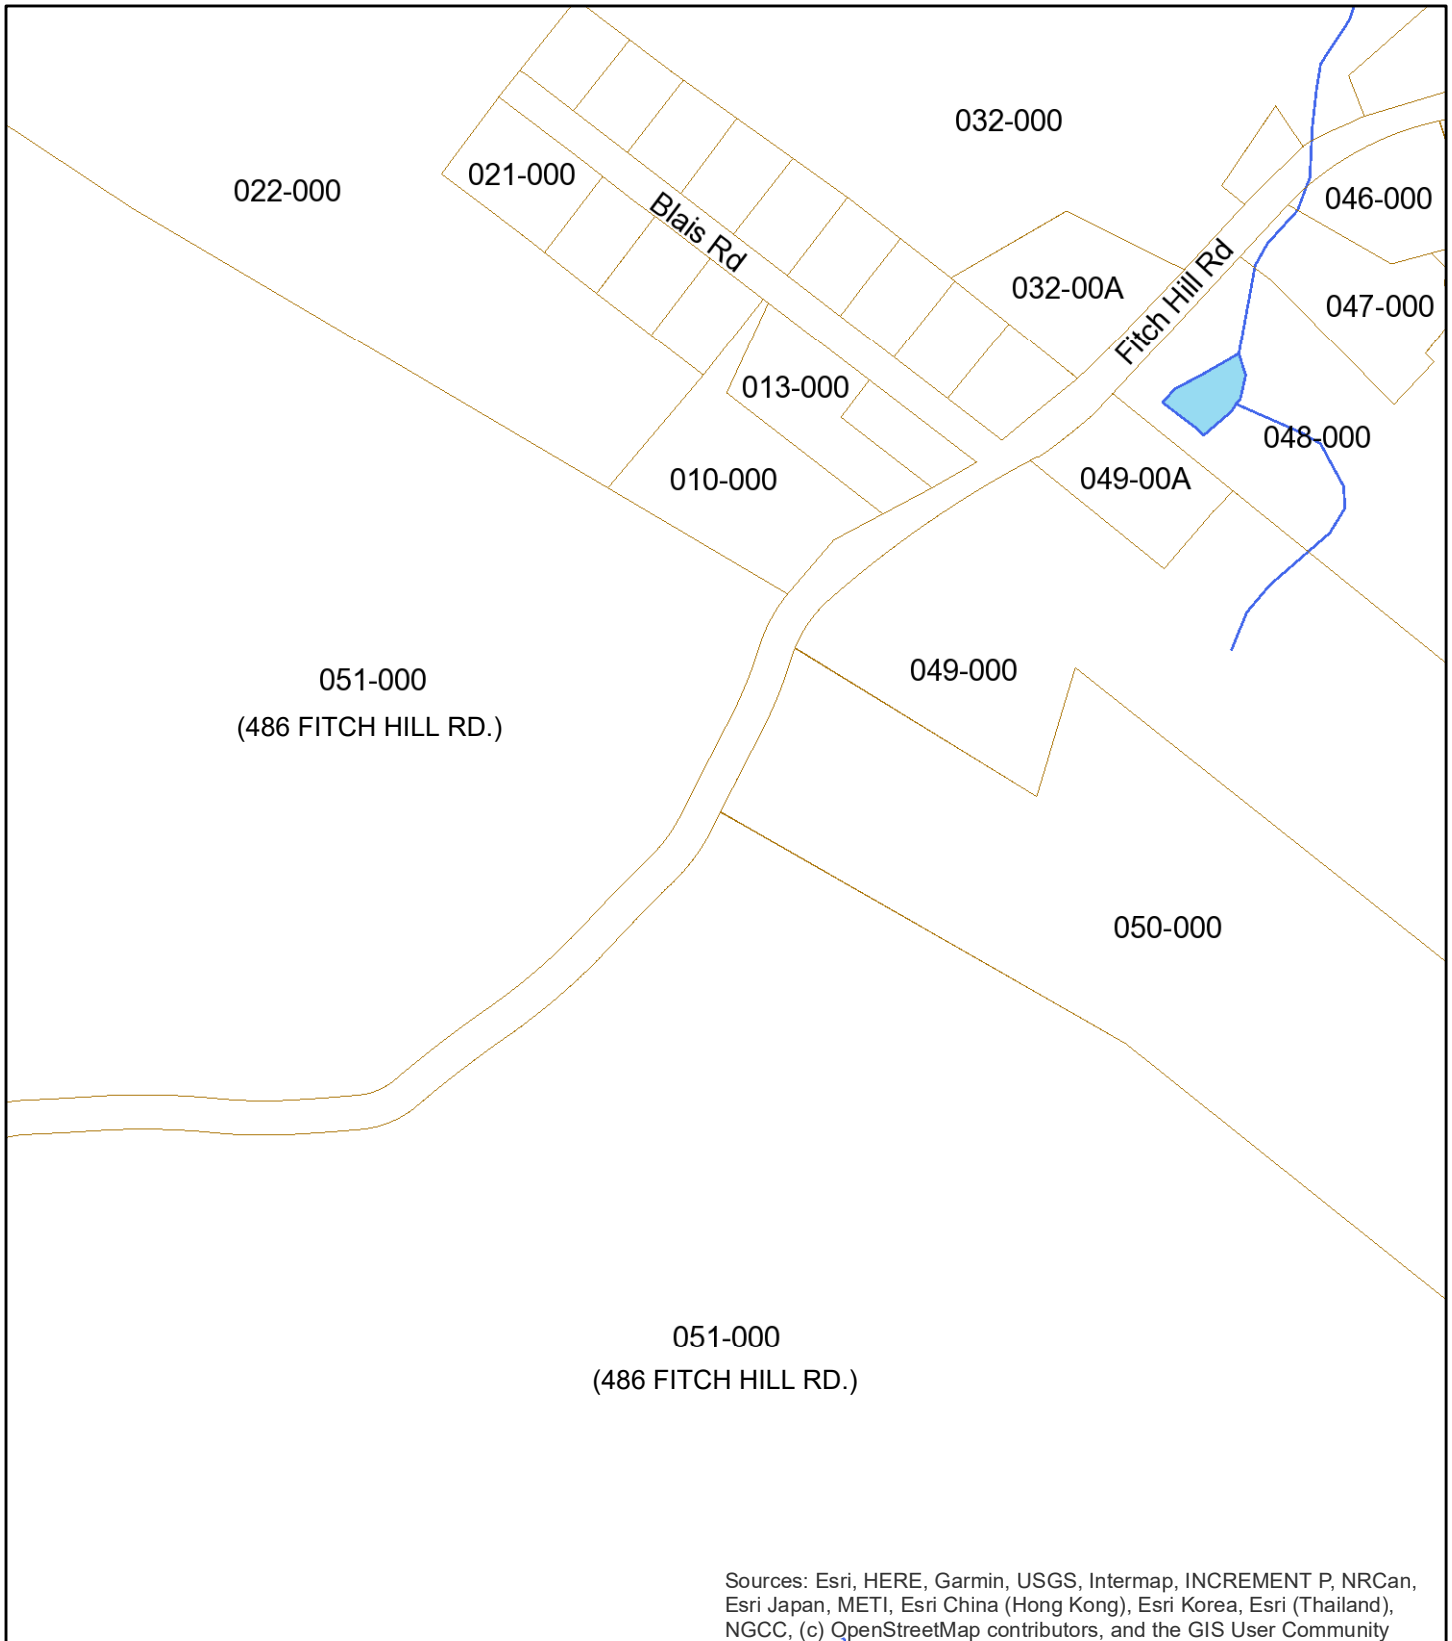 032-000
021-000
022-000
046-000
Blais Rd
032-00A
Fitch Hill Rd
047-000
013-000
048-000
010-000
049-00A
049-000
051-000
(486 FITCH HILL RD.)
050-000
051-000
(486 FITCH HILL RD.)
Sources: Esri, HERE, Garmin, USGS, Intermap, INCREMENT P, NRCan,
Esri Japan, METI, Esri China (Hong Kong), Esri Korea, Esri (Thailand),
NGCC, (c) OpenStreetMap contributors, and the GIS User Community